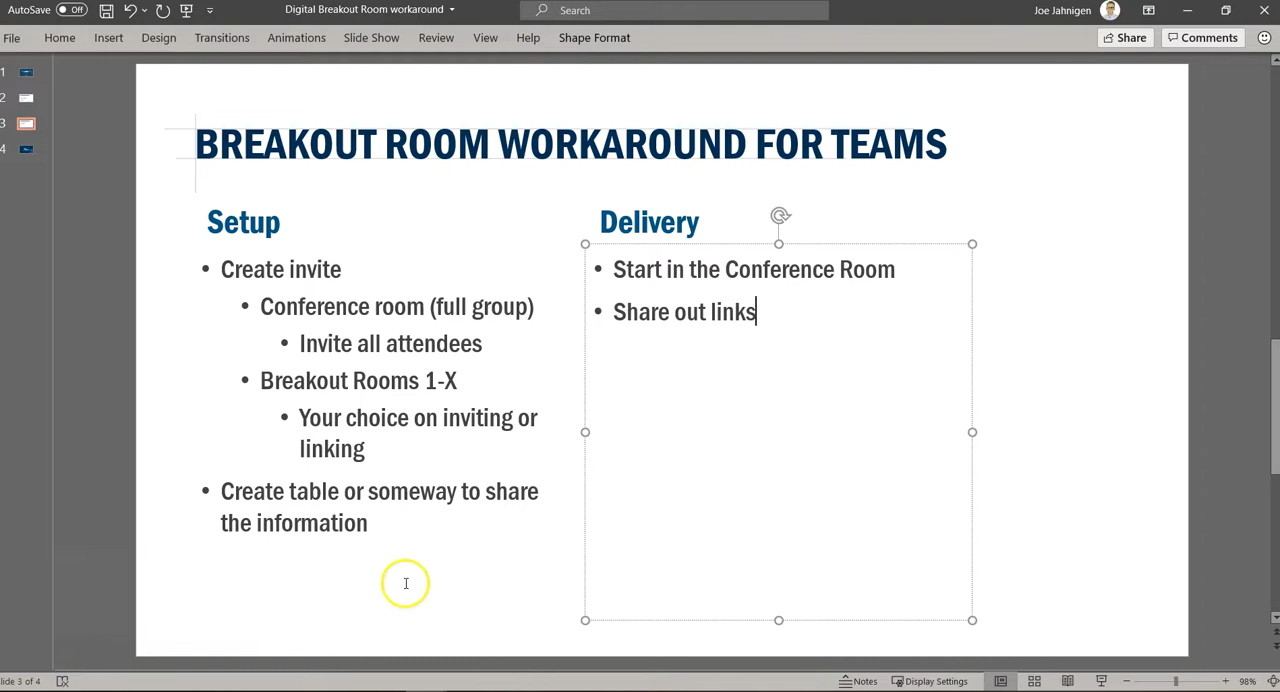 AutoSave Off Digital Breakout Room workaround Search Joe Jahnigen
File Home Insert Design Transitions Animations Slide Show Review View Help Shape Format Share Comments
1
2
3
4
BREAKOUT ROOM WORKAROUND FOR TEAMS
Setup
• Create invite
• Conference room (full group)
• Invite all attendees
• Breakout Rooms 1-X
• Your choice on inviting or
linking
• Create table or someway to share
the information
Delivery
• Start in the Conference Room
• Share out links
lide 3 of 4 Notes Display Settings 98%